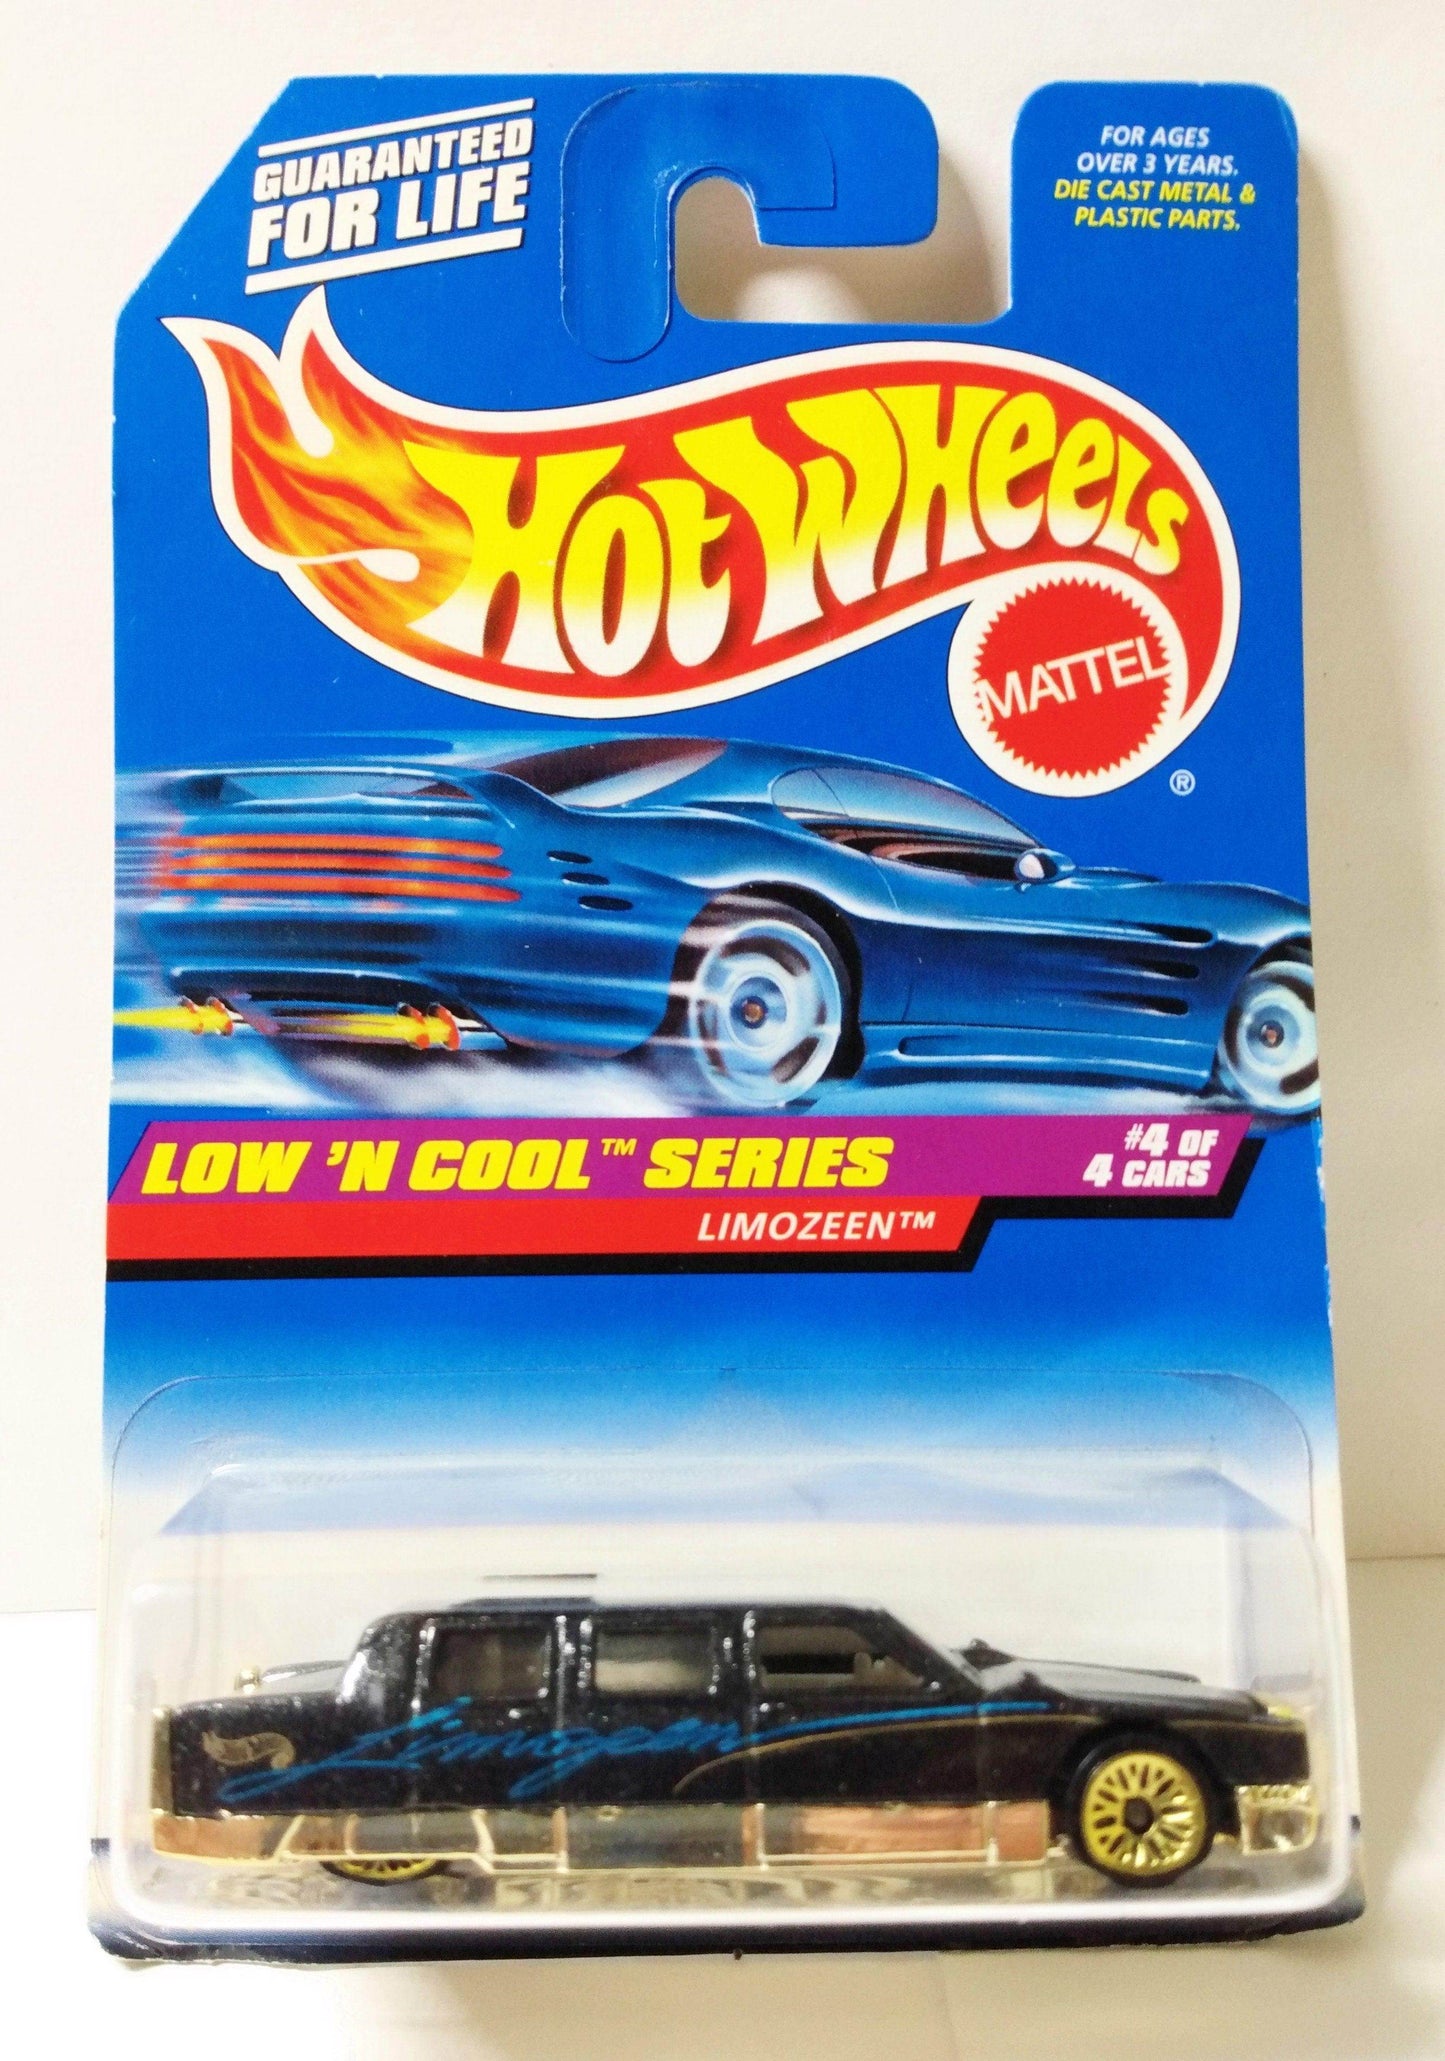 GUARANTEED
FOR LIFE
FOR AGES
OVER 3 YEARS.
DIE CAST METAL &
PLASTIC PARTS.
HOT WHEELS
MATTEL
®
LOW 'N COOL™ SERIES
#4 OF
4 CARS
LIMOZEEN™
Limozeen